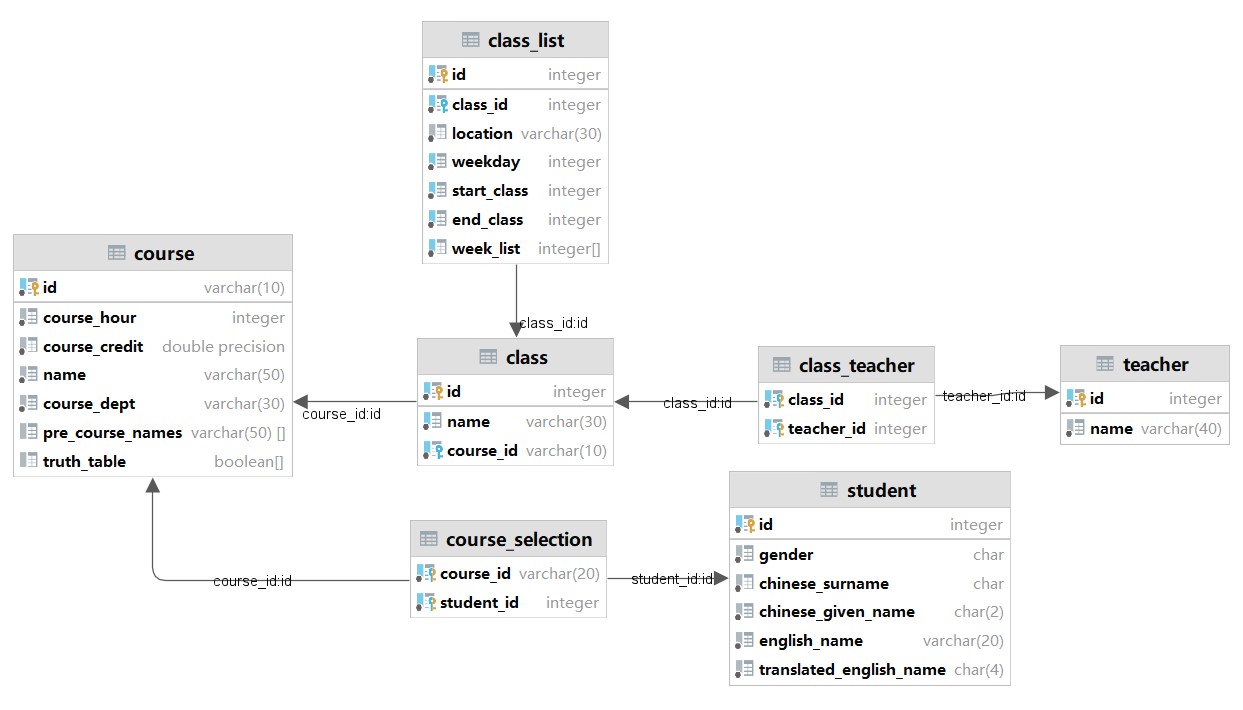 class_list
id integer
class_id integer
location varchar(30)
weekday integer
start_class integer
end_class integer
week_list integer[]
class_id:id
course
id varchar(10)
course_hour integer
course_credit double precision
name varchar(50)
course_dept varchar(30)
pre_course_names varchar(50) []
truth_table boolean[]
course_id:id
class
id integer
name varchar(30)
course_id varchar(10)
class_id:id
class_teacher
class_id integer
teacher_id integer
teacher_id:id
teacher
id integer
name varchar(40)
course_id:id
course_selection
course_id varchar(20)
student_id integer
student_id:id
student
id integer
gender char
chinese_surname char
chinese_given_name char(2)
english_name varchar(20)
translated_english_name char(4)